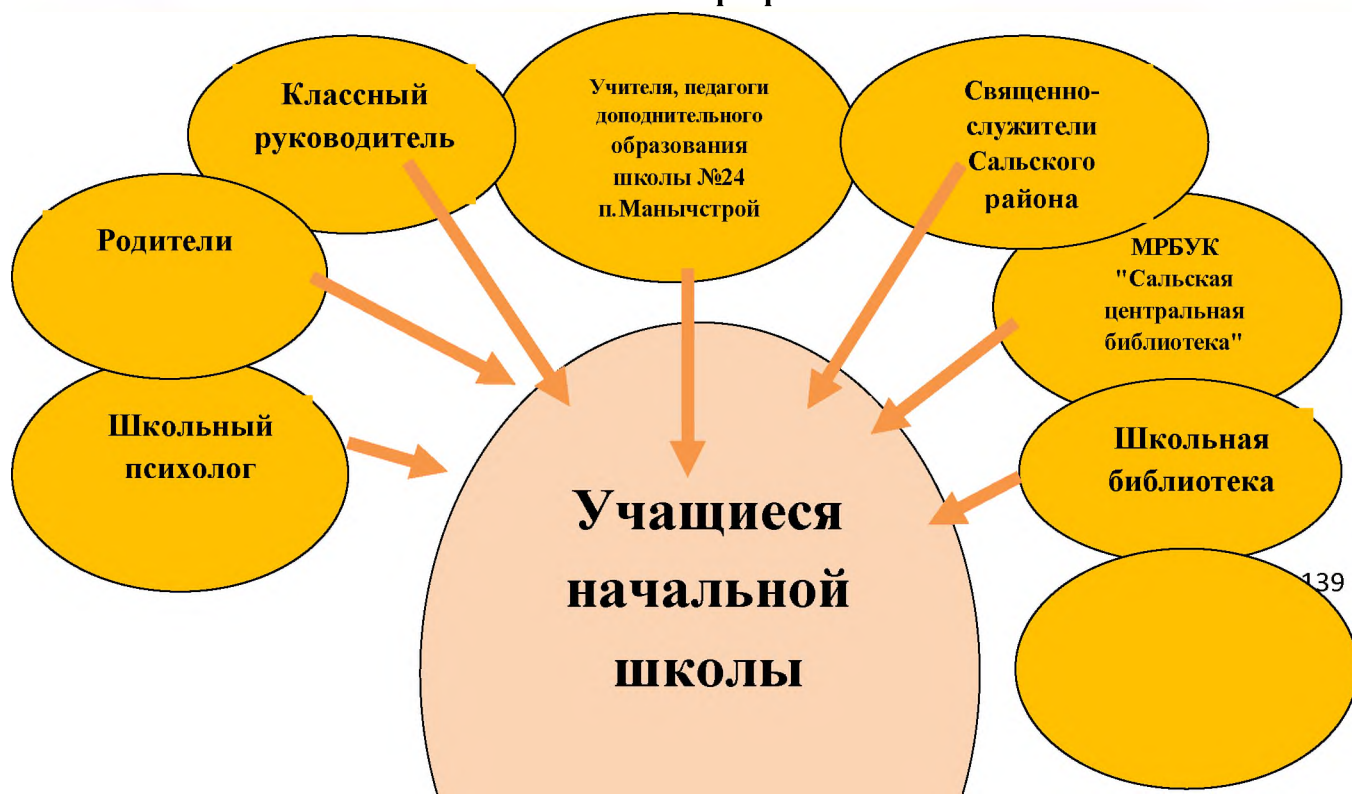 Классный
руководитель
Учителя, педагоги
доподнительного
образования
школы №24
п.Манычстрой
Священно-
служители
Сальского
района
Родители
МРБУК
"Сальская
центральная
библиотека"
Школьный
психолог
Школьная
библиотека
Учащиеся
начальной
школы
139